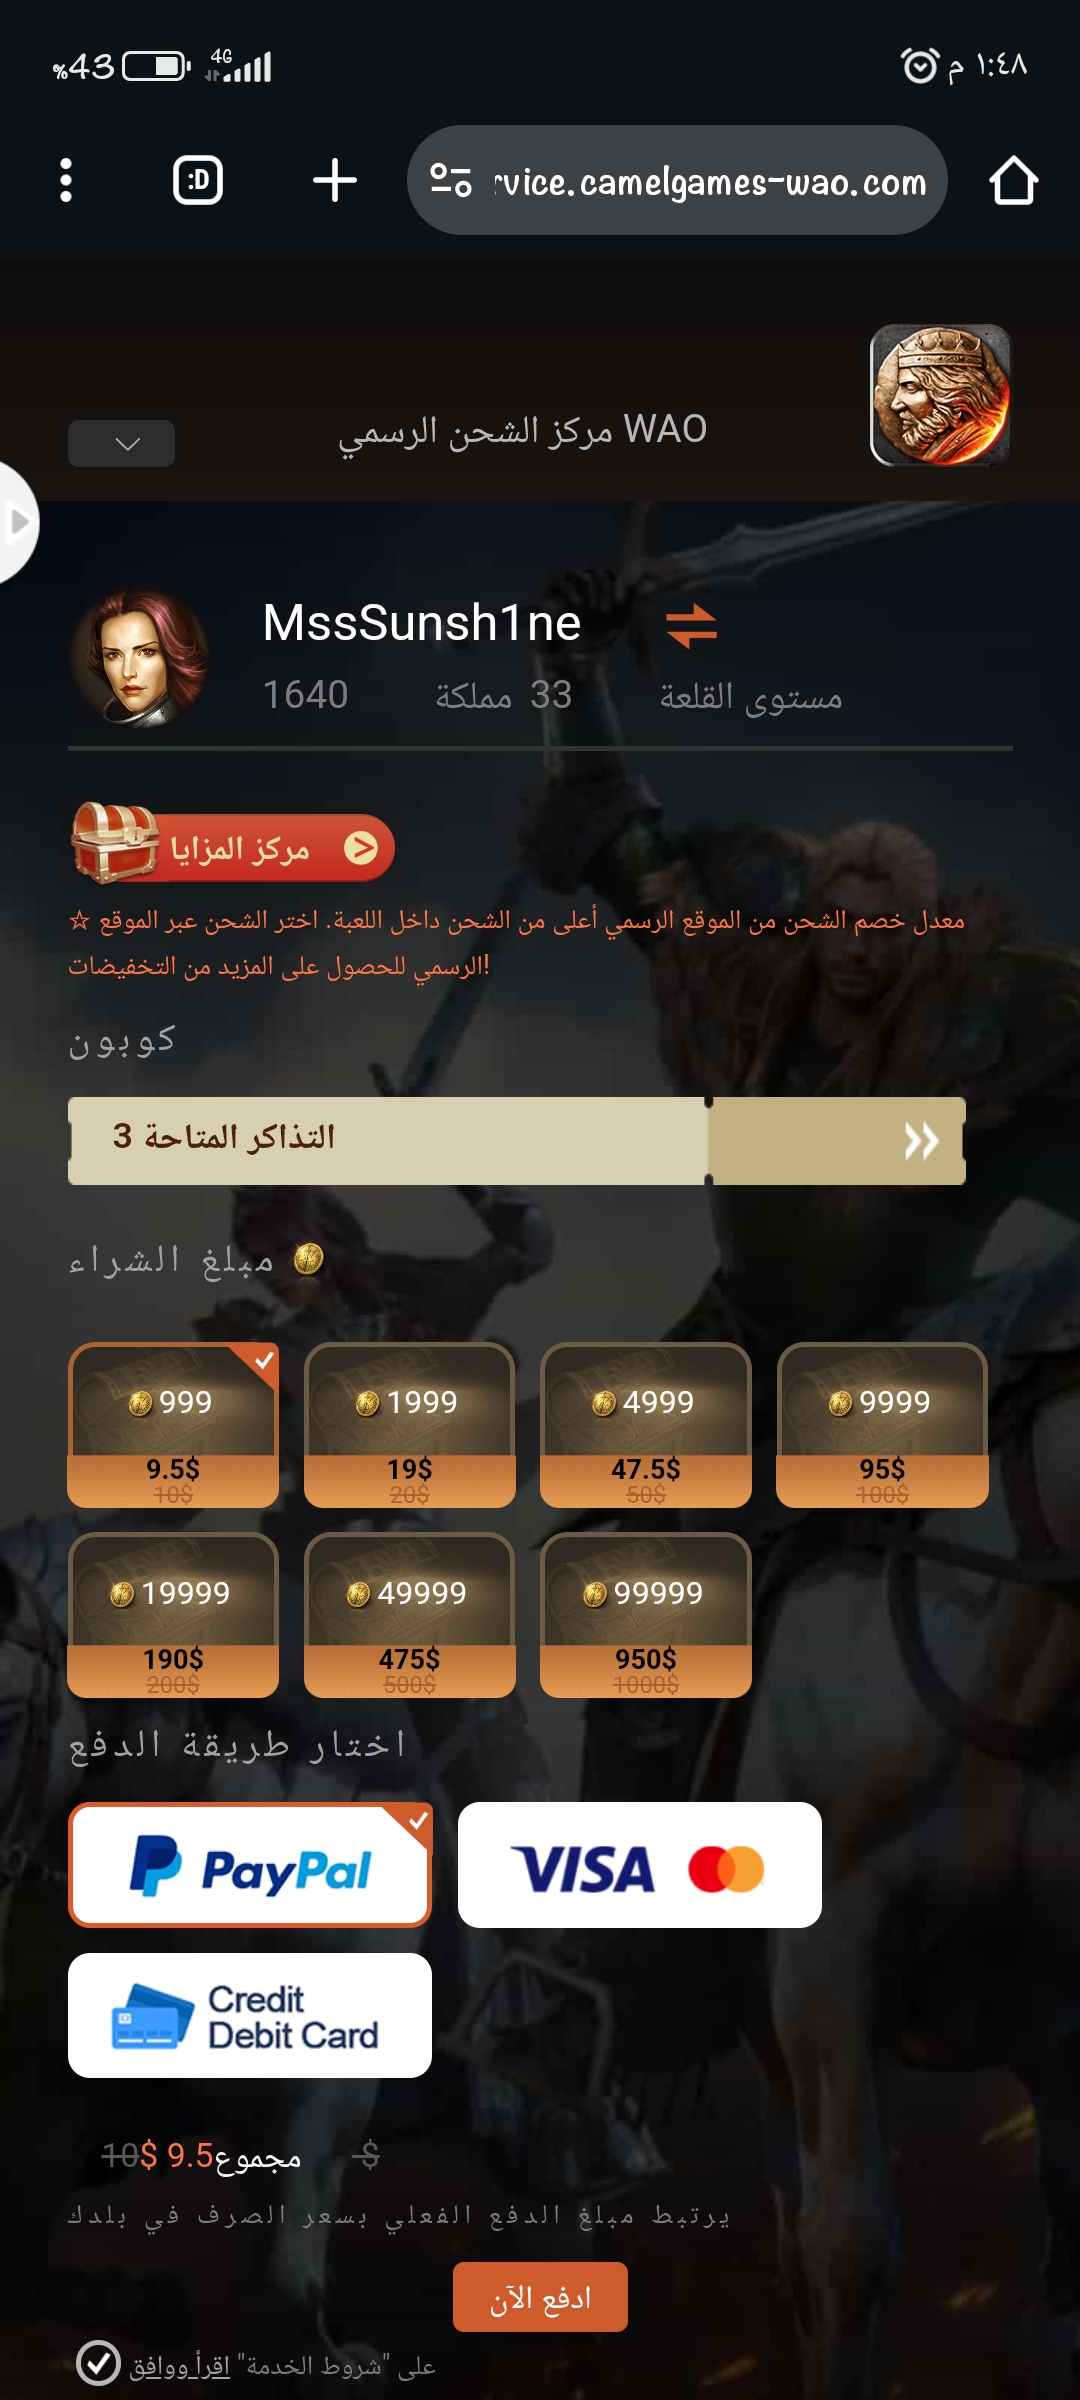 %43 4G ١:٤٨ م
:D rvice.camelgames-wao.com
WAO مركز الشحن الرسمي
MssSunsh1ne
1640 مملكة 33 مستوى القلعة
مركز المزايا
☆ معدل خصم الشحن من الموقع الرسمي أعلى من الشحن داخل اللعبة. اختر الشحن عبر الموقع
الرسمي للحصول على المزيد من التخفيضات!
كوبون
3 التذاكر المتاحة
مبلغ الشراء
999 1999 4999 9999
9.5$ 19$ 47.5$ 95$
10$ 20$ 50$ 100$
19999 49999 99999
190$ 475$ 950$
200$ 500$ 1000$
اختار طريقة الدفع
PayPal VISA
Credit
Debit Card
10$ 9.5مجموع $
يرتبط مبلغ الدفع الفعلي بسعر الصرف في بلدك
ادفع الآن
اقرأ ووافق على "شروط الخدمة"